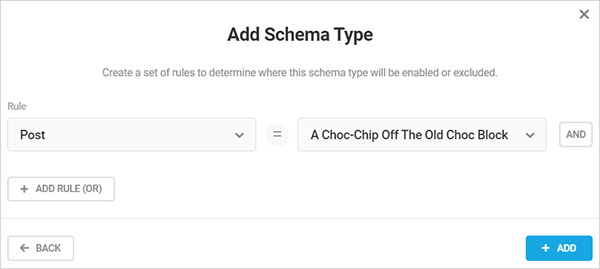 Add Schema Type
Create a set of rules to determine where this schema type will be enabled or excluded.
Rule
Post = A Choc-Chip Off The Old Choc Block AND
+ ADD RULE (OR)
← BACK + ADD